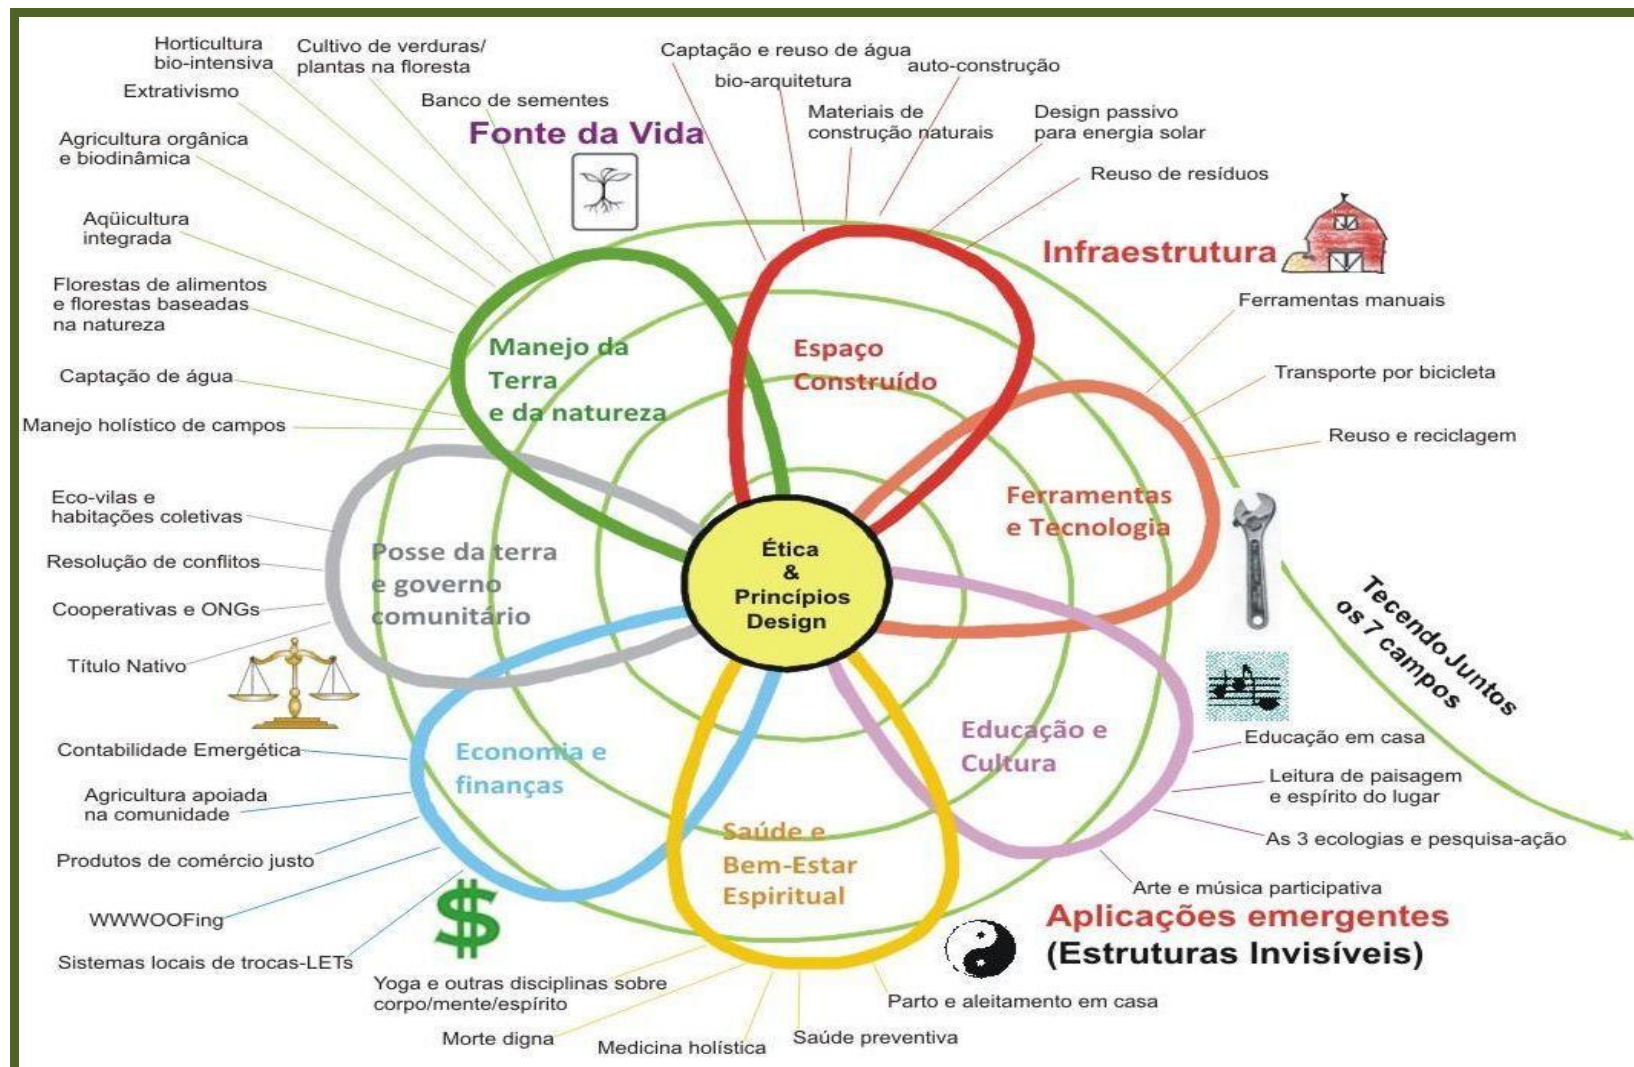 Horticultura
bio-intensiva
Cultivo de verduras/
plantas na floresta
Extrativismo
Banco de sementes
Fonte da Vida
Agricultura orgânica
e biodinâmica
Aqüicultura
integrada
Florestas de alimentos
e florestas baseadas
na natureza
Captação de água
Manejo holístico de campos
Captação e reuso de água
bio-arquitetura
auto-construção
Materiais de
construção naturais
Design passivo
para energia solar
Reuso de resíduos
Infraestrutura
Ferramentas manuais
Transporte por bicicleta
Reuso e reciclagem
Manejo da
Terra
e da natureza
Espaço
Construído
Ferramentas
e Tecnologia
Ética
&
Princípios
Design
Posse da terra
e governo
comunitário
Eco-vilas e
habitações coletivas
Resolução de conflitos
Cooperativas e ONGs
Título Nativo
Tecendo Juntos
os 7 campos
Economia e
finanças
Contabilidade Emergética
Agricultura apoiada
na comunidade
Produtos de comércio justo
WWWOOFing
Sistemas locais de trocas-LETs
$
Saúde e
Bem-Estar
Espiritual
Educação e
Cultura
Educação em casa
Leitura de paisagem
e espírito do lugar
As 3 ecologias e pesquisa-ação
Arte e música participativa
Aplicações emergentes
(Estruturas Invisíveis)
Yoga e outras disciplinas sobre
corpo/mente/espírito
Morte digna
Medicina holística
Saúde preventiva
Parto e aleitamento em casa